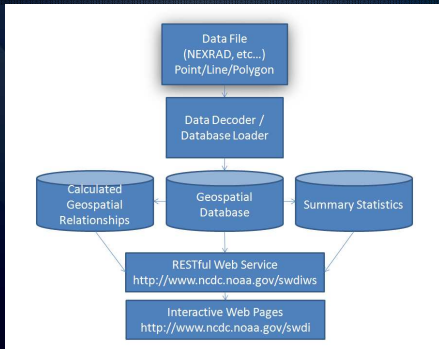 Data File
(NEXRAD, etc...)
Point/Line/Polygon
Data Decoder /
Database Loader
Calculated
Geospatial
Relationships
Geospatial
Database
Summary Statistics
RESTful Web Service
http://www.ncdc.noaa.gov/swdiws
Interactive Web Pages
http://www.ncdc.noaa.gov/swdi